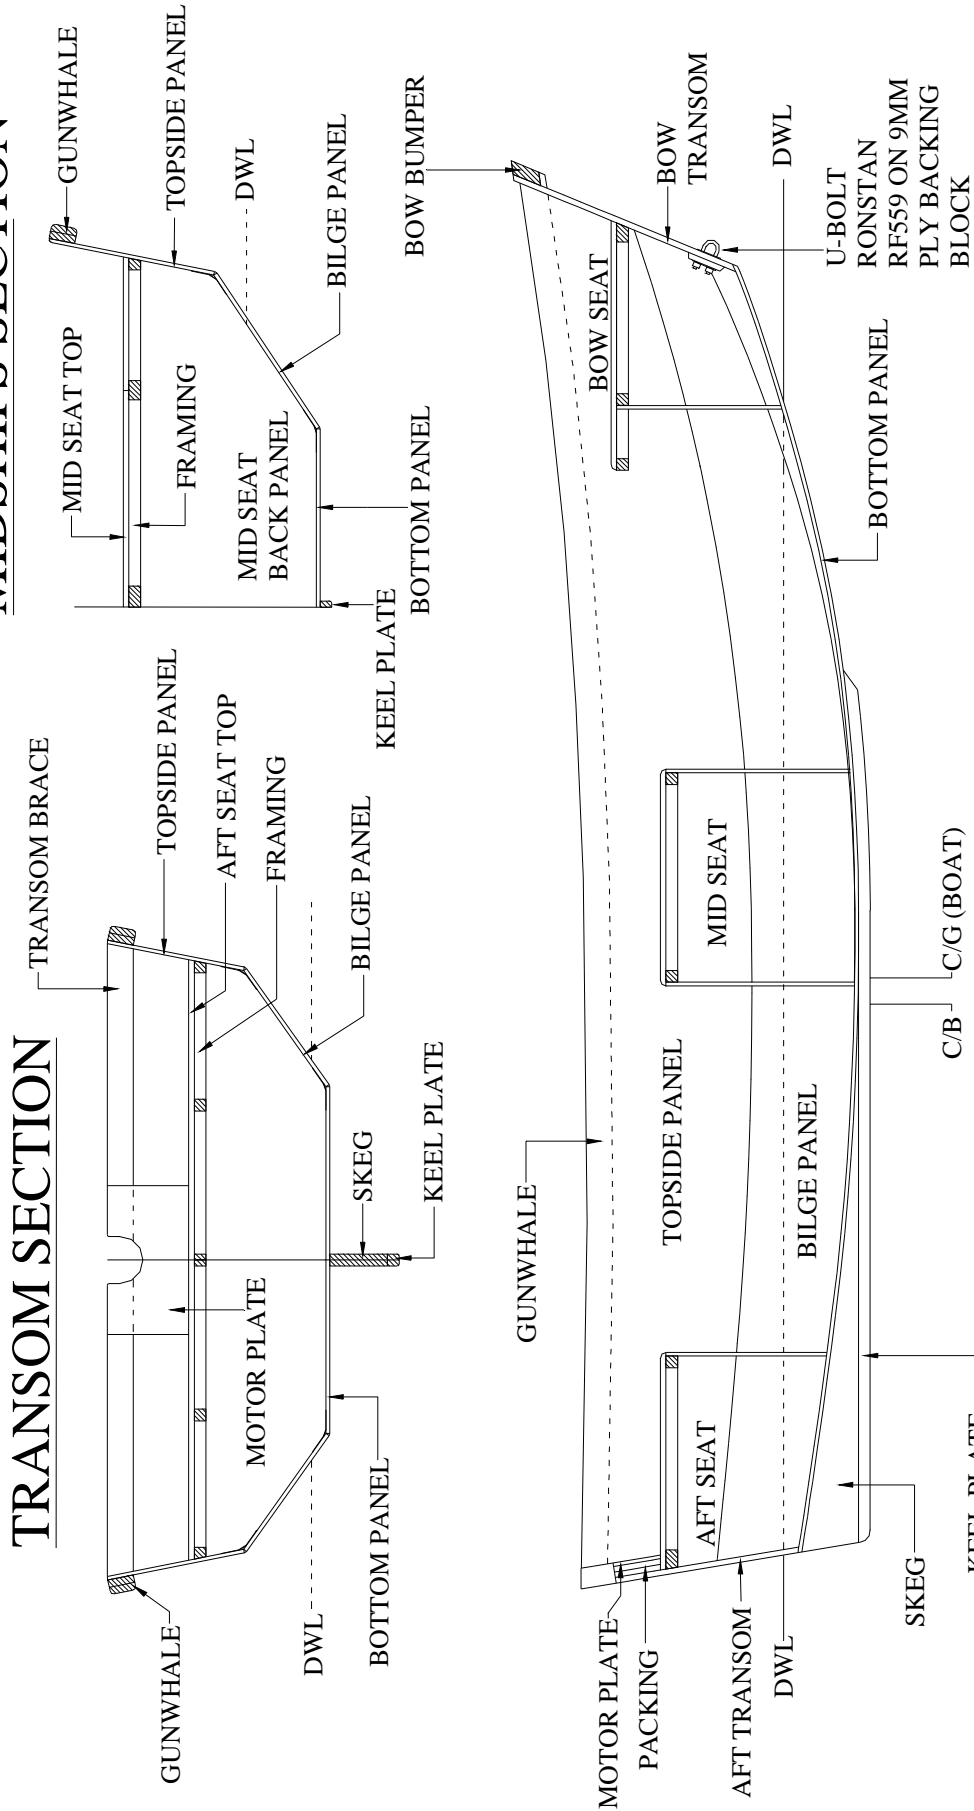 TRANSOM SECTION
TRANSOM BRACE
TOPSIDE PANEL
AFT SEAT TOP
FRAMING
BILGE PANEL
SKEG
KEEL PLATE
MOTOR PLATE
BOTTOM PANEL
DWL
GUNWHALE
MIDSHIP'S SECTION
GUNWHALE
TOPSIDE PANEL
MID SEAT TOP
FRAMING
DWL
MID SEAT
BACK PANEL
BILGE PANEL
BOTTOM PANEL
KEEL PLATE
BOW BUMPER
GUNWHALE
BOW SEAT
BOW
TRANSOM
DWL
U-BOLT
RONSTAN
RF559 ON 9MM
PLY BACKING
BLOCK
BOTTOM PANEL
MID SEAT
TOPSIDE PANEL
BILGE PANEL
AFT SEAT
MOTOR PLATE
PACKING
AFT TRANSOM
DWL
SKEG
C/B
C/G (BOAT)
KEEL PLATE